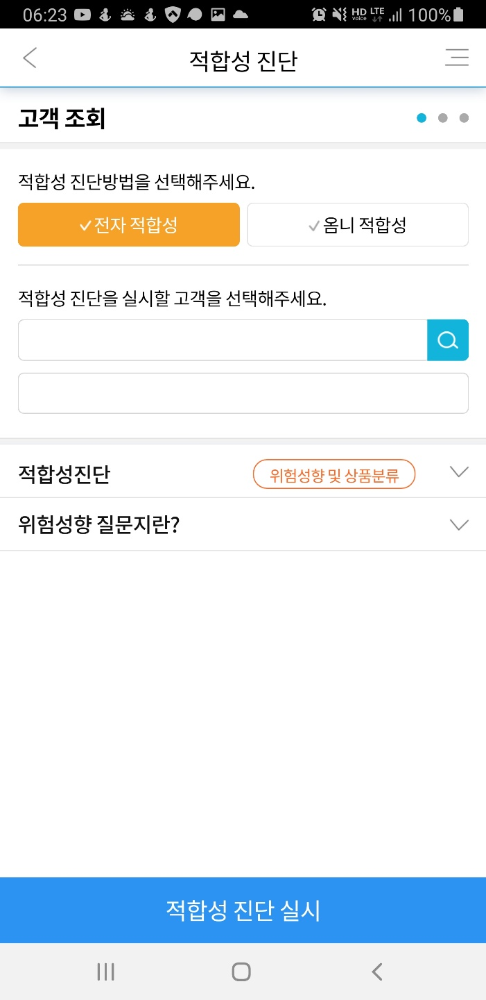 06:23 HD voice LTE 100%
적합성 진단
고객 조회
적합성 진단방법을 선택해주세요.
전자 적합성
옴니 적합성
적합성 진단을 실시할 고객을 선택해주세요.
적합성진단 위험성향 및 상품분류
위험성향 질문지란?
적합성 진단 실시